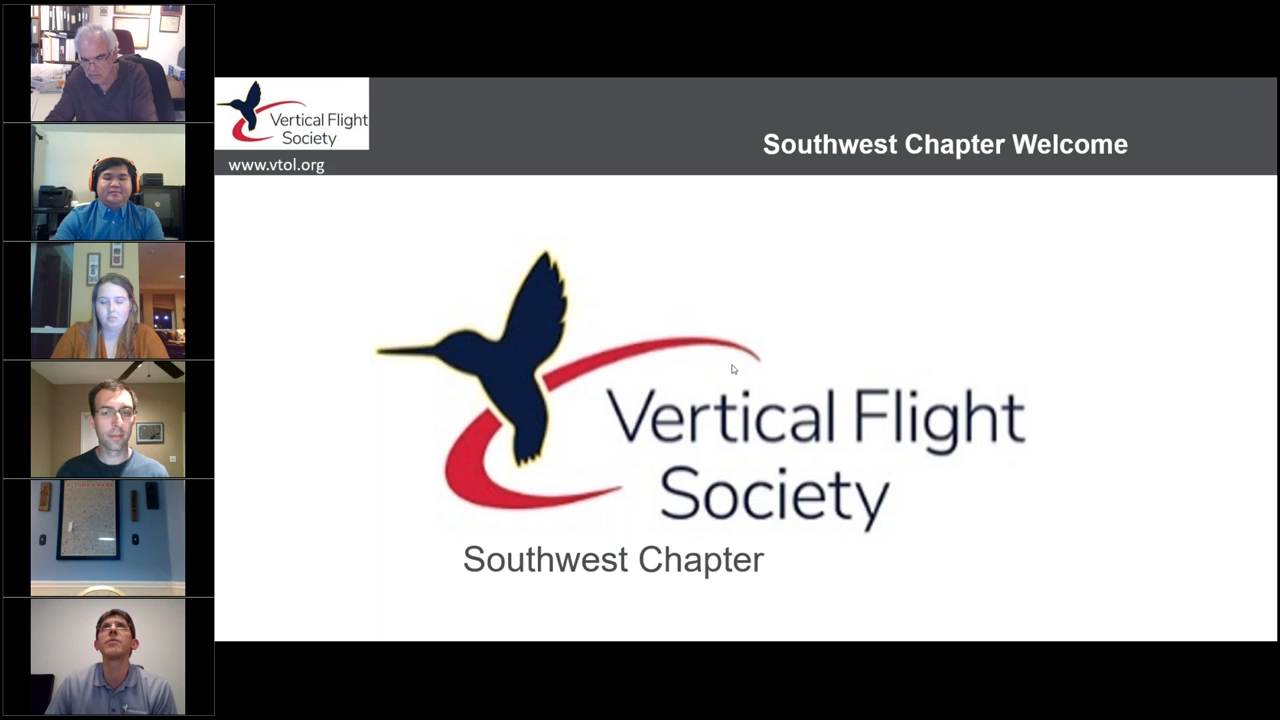 Vertical Flight
Society
www.vtol.org
Southwest Chapter Welcome
Vertical Flight
Society
Southwest Chapter